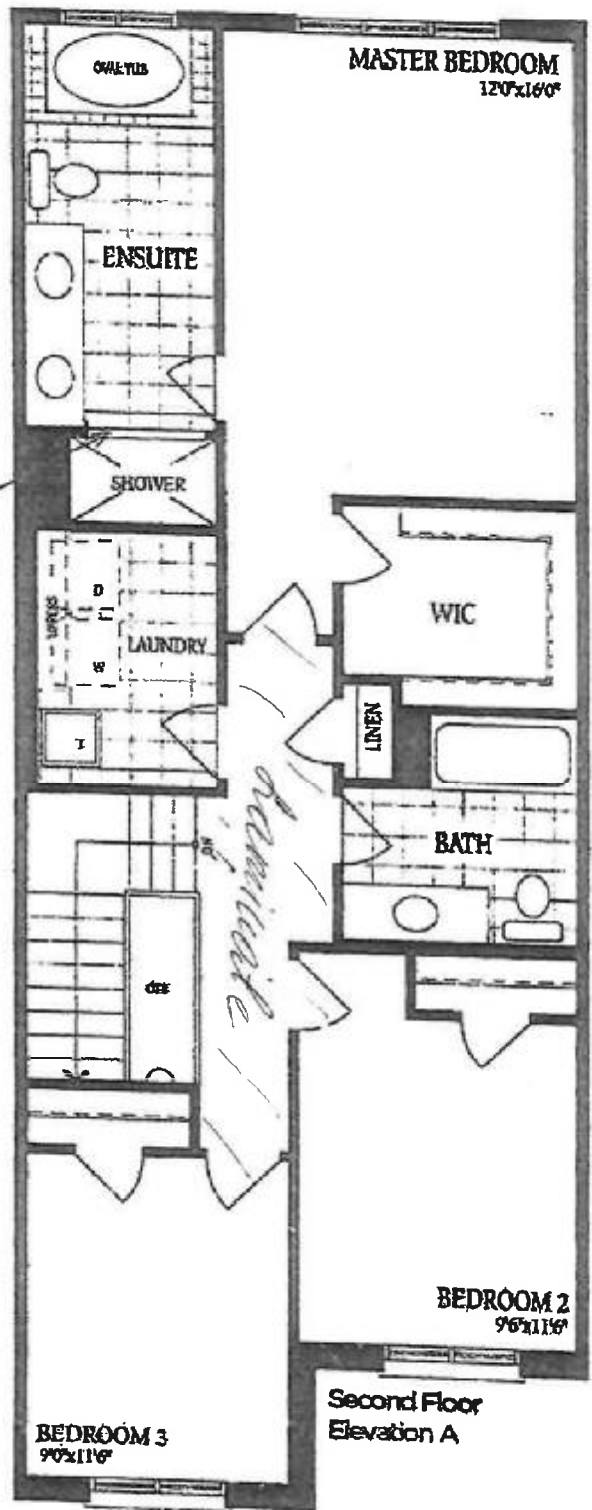 OVAL TUB
MASTER BEDROOM
12'0"x16'0"
ENSUITE
SHOWER
D
W
LAUNDRY
WIC
LINEN
DN
BATH
Laminate
BEDROOM 2
9'6"x11'6"
Second Floor
Elevation A
BEDROOM 3
9'0"x11'6"